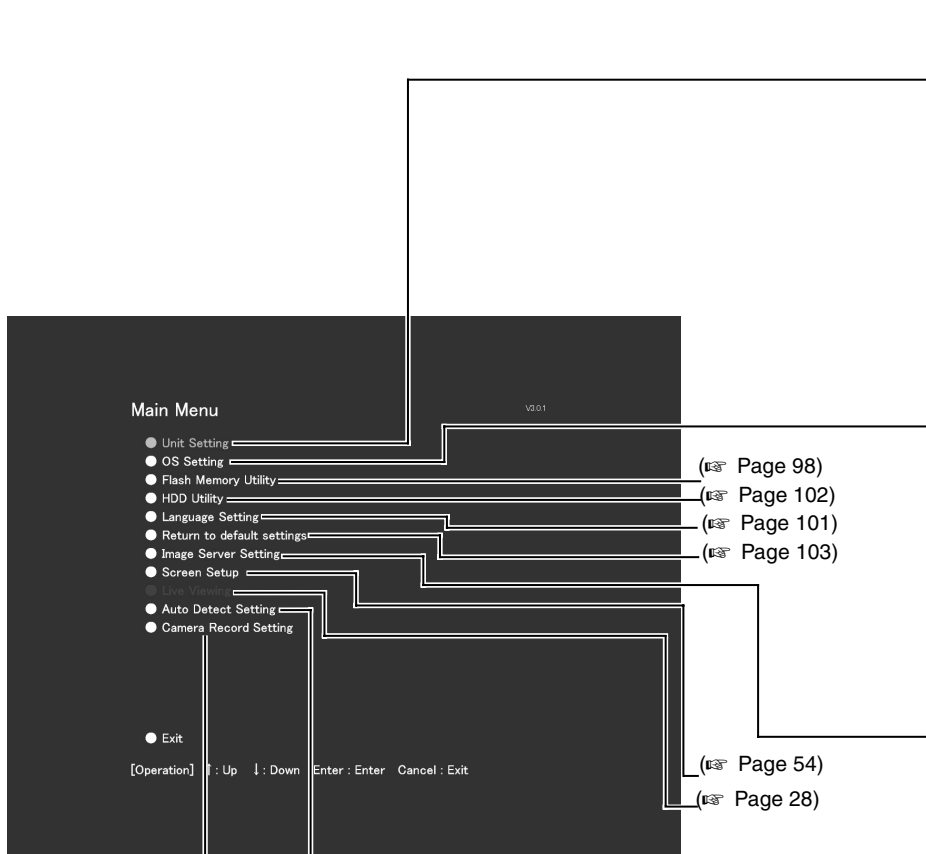 Main Menu V3.0.1
Unit Setting
OS Setting
Flash Memory Utility
HDD Utility
Language Setting
Return to default settings
Image Server Setting
Screen Setup
Live Viewing
Auto Detect Setting
Camera Record Setting
Exit
[Operation] ↑ : Up ↓ : Down Enter : Enter Cancel : Exit
(☞ Page 98)
(☞ Page 102)
(☞ Page 101)
(☞ Page 103)
(☞ Page 54)
(☞ Page 28)